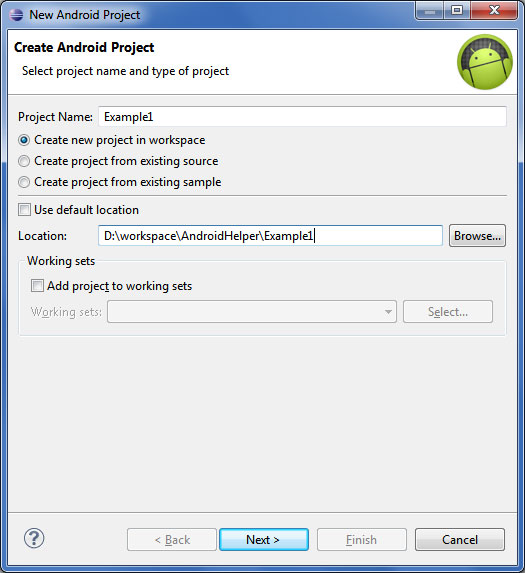 New Android Project
Create Android Project
Select project name and type of project
Project Name: Example1
Create new project in workspace
Create project from existing source
Create project from existing sample
Use default location
Location: D:\workspace\AndroidHelper\Example1 Browse...
Working sets
Add project to working sets
Working sets: Select...
? < Back Next > Finish Cancel